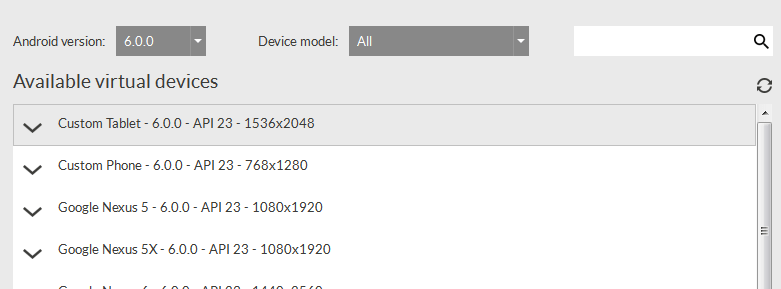 Android version: 6.0.0 Device model: All
Available virtual devices
Custom Tablet - 6.0.0 - API 23 - 1536x2048
Custom Phone - 6.0.0 - API 23 - 768x1280
Google Nexus 5 - 6.0.0 - API 23 - 1080x1920
Google Nexus 5X - 6.0.0 - API 23 - 1080x1920